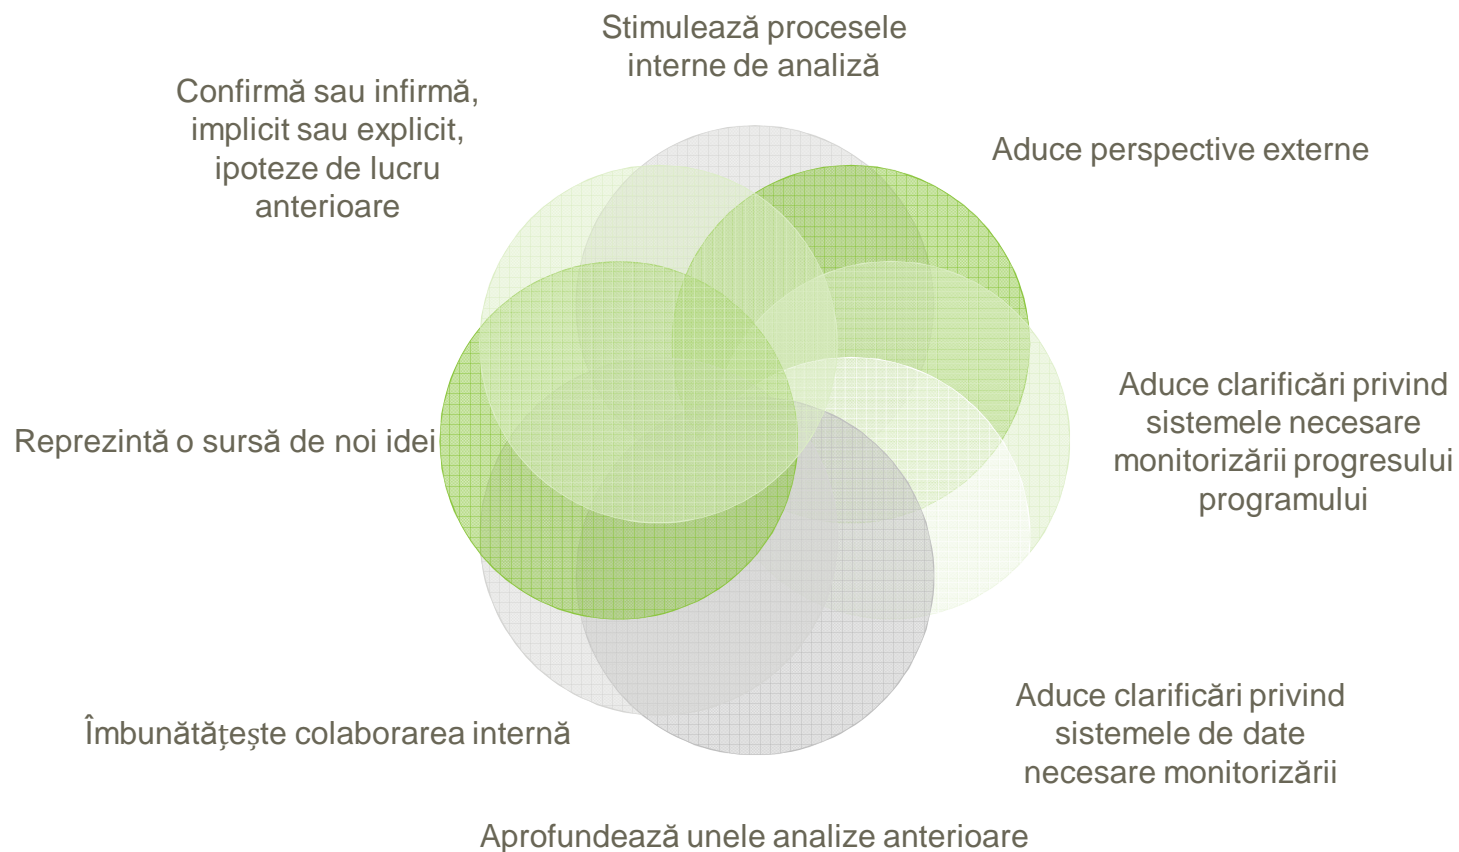 Stimulează procesele
interne de analiză
Aduce perspective externe
Aduce clarificări privind
sistemele necesare
monitorizării progresului
programului
Aduce clarificări privind
sistemele de date
necesare monitorizării
Aprofundează unele analize anterioare
Îmbunătățește colaborarea internă
Reprezintă o sursă de noi idei
Confirmă sau infirmă,
implicit sau explicit,
ipoteze de lucru
anterioare